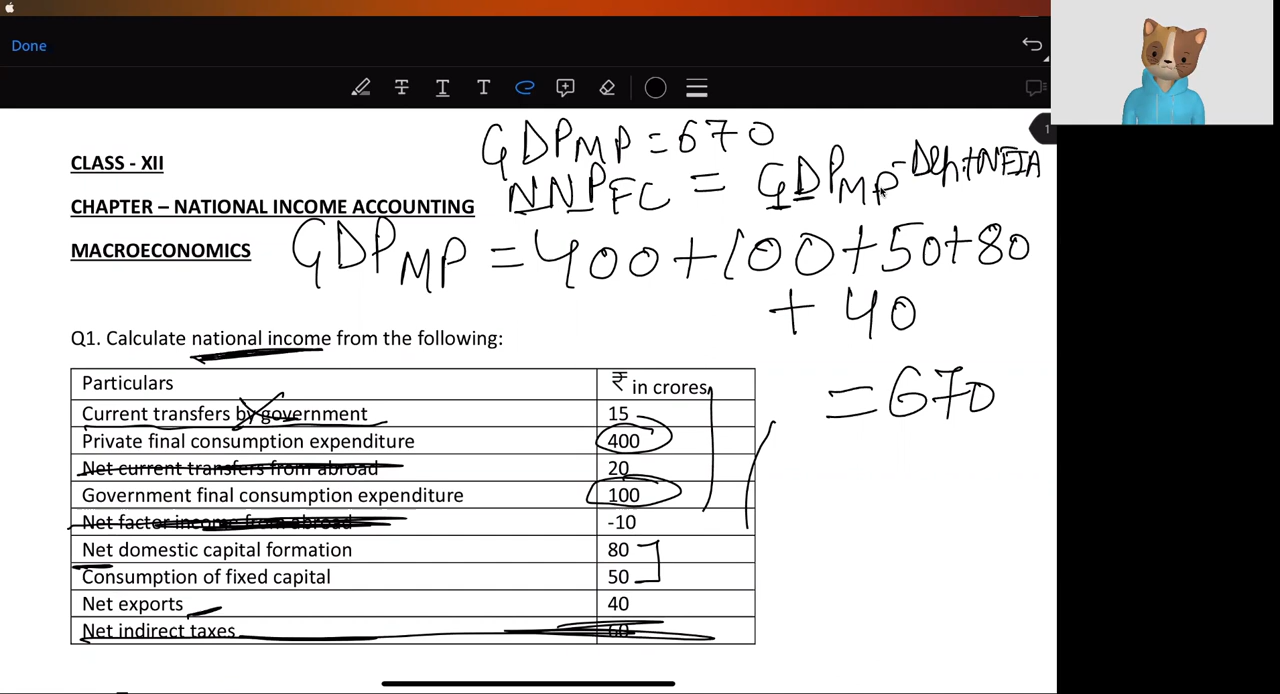 Done
T T T
1
GDPMP = 670
CLASS - XII
NNPFC = GDPMP - Dep + NFIA
CHAPTER – NATIONAL INCOME ACCOUNTING
MACROECONOMICS
GDPMP = 400 + 100 + 50 + 80
+ 40
= 670
Q1. Calculate national income from the following:
Particulars ₹ in crores
Current transfers by government 15
Private final consumption expenditure 400
Net current transfers from abroad 20
Government final consumption expenditure 100
Net factor income from abroad -10
Net domestic capital formation 80
Consumption of fixed capital 50
Net exports 40
Net indirect taxes 60